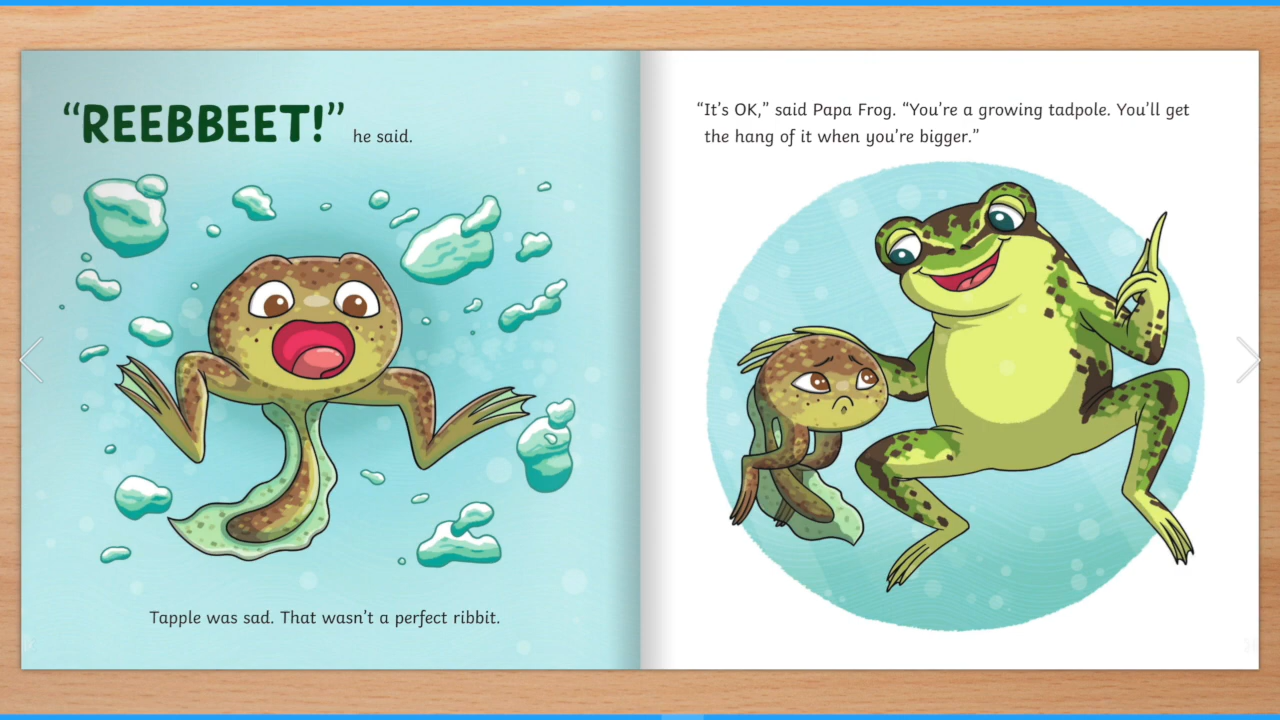 “REEBBEET!” he said.
Tapple was sad. That wasn’t a perfect ribbit.
“It’s OK,” said Papa Frog. “You’re a growing tadpole. You’ll get
the hang of it when you’re bigger.”